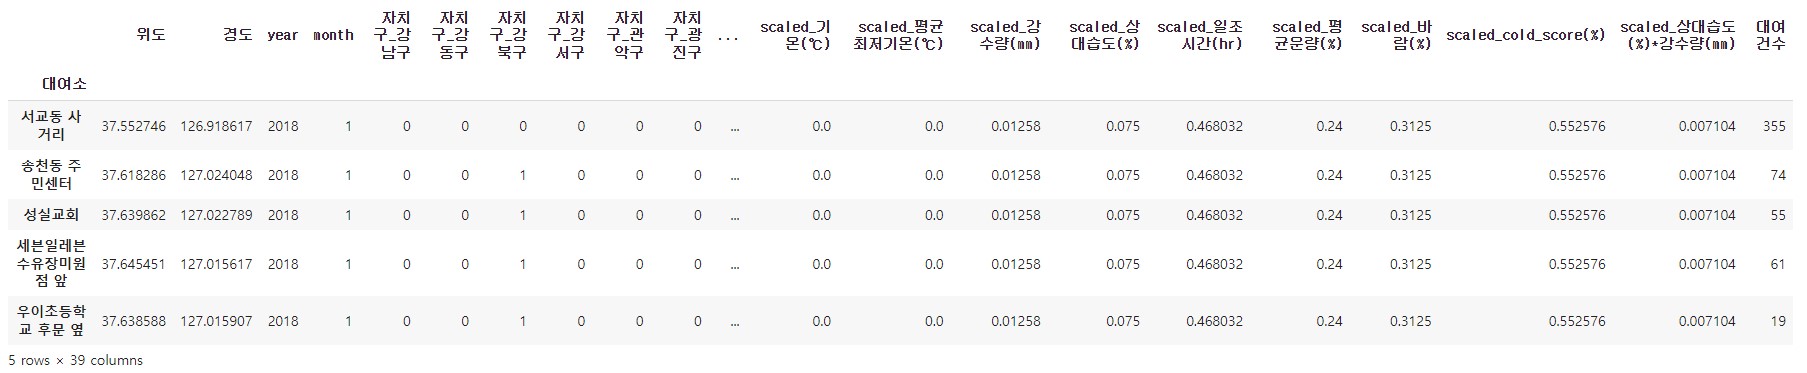 위도 경도 year month 자치구_강남구 자치구_강동구 자치구_강북구 자치구_강서구 자치구_관악구 자치구_광진구 ... scaled_기온(℃) scaled_평균최저기온(℃) scaled_강수량(mm) scaled_상대습도(%) scaled_일조시간(hr) scaled_평균운량(%) scaled_바람(%) scaled_cold_score(%) scaled_상대습도(%)*강수량(mm) 대여건수
대여소
서교동 사거리 37.552746 126.918617 2018 1 0 0 0 0 0 0 ... 0.0 0.0 0.01258 0.075 0.468032 0.24 0.3125 0.552576 0.007104 355
송천동 주민센터 37.618286 127.024048 2018 1 0 0 1 0 0 0 ... 0.0 0.0 0.01258 0.075 0.468032 0.24 0.3125 0.552576 0.007104 74
성실교회 37.639862 127.022789 2018 1 0 0 1 0 0 0 ... 0.0 0.0 0.01258 0.075 0.468032 0.24 0.3125 0.552576 0.007104 55
세븐일레븐 수유장미원점 앞 37.645451 127.015617 2018 1 0 0 1 0 0 0 ... 0.0 0.0 0.01258 0.075 0.468032 0.24 0.3125 0.552576 0.007104 61
우이초등학교 후문 옆 37.638588 127.015907 2018 1 0 0 1 0 0 0 ... 0.0 0.0 0.01258 0.075 0.468032 0.24 0.3125 0.552576 0.007104 19
5 rows × 39 columns